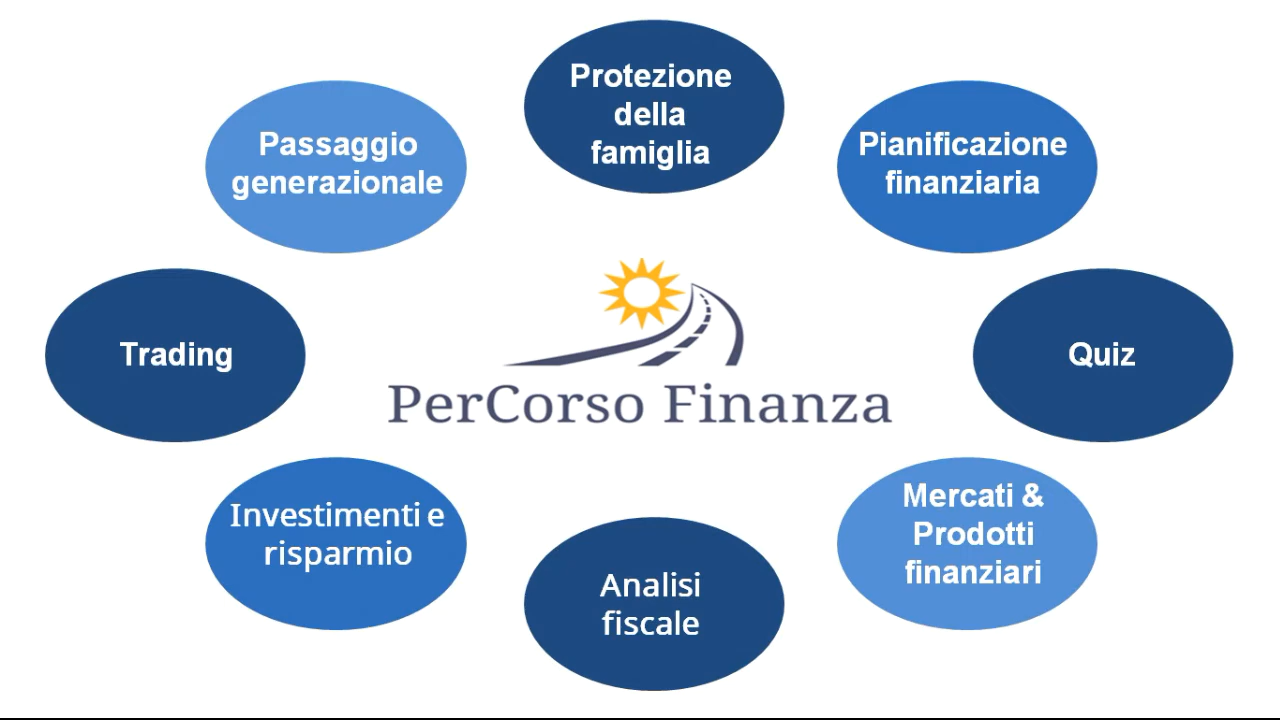 Protezione
della
famiglia
Passaggio
generazionale
Pianificazione
finanziaria
Trading
Quiz
PerCorso Finanza
Investimenti e
risparmio
Mercati &
Prodotti
finanziari
Analisi
fiscale